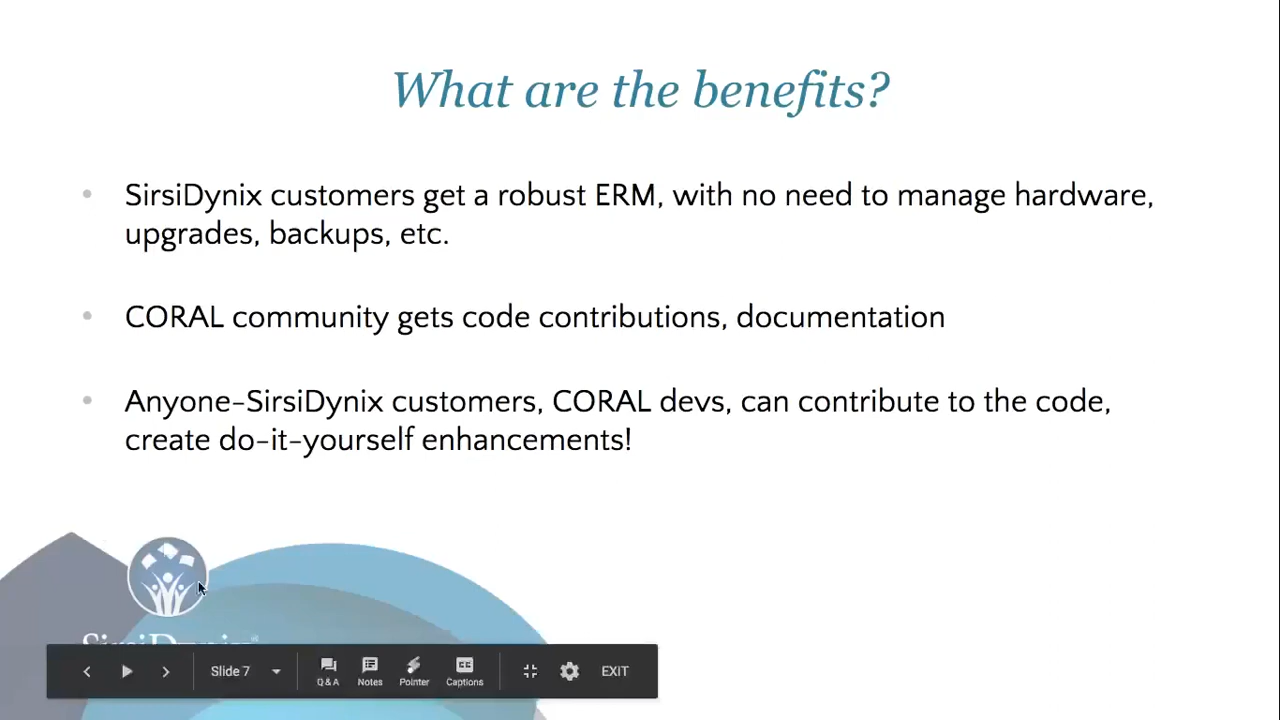 What are the benefits?
• SirsiDynix customers get a robust ERM, with no need to manage hardware,
upgrades, backups, etc.
• CORAL community gets code contributions, documentation
• Anyone-SirsiDynix customers, CORAL devs, can contribute to the code,
create do-it-yourself enhancements!
SirsiDynix®
Slide 7
Q&A Notes Pointer Captions
EXIT